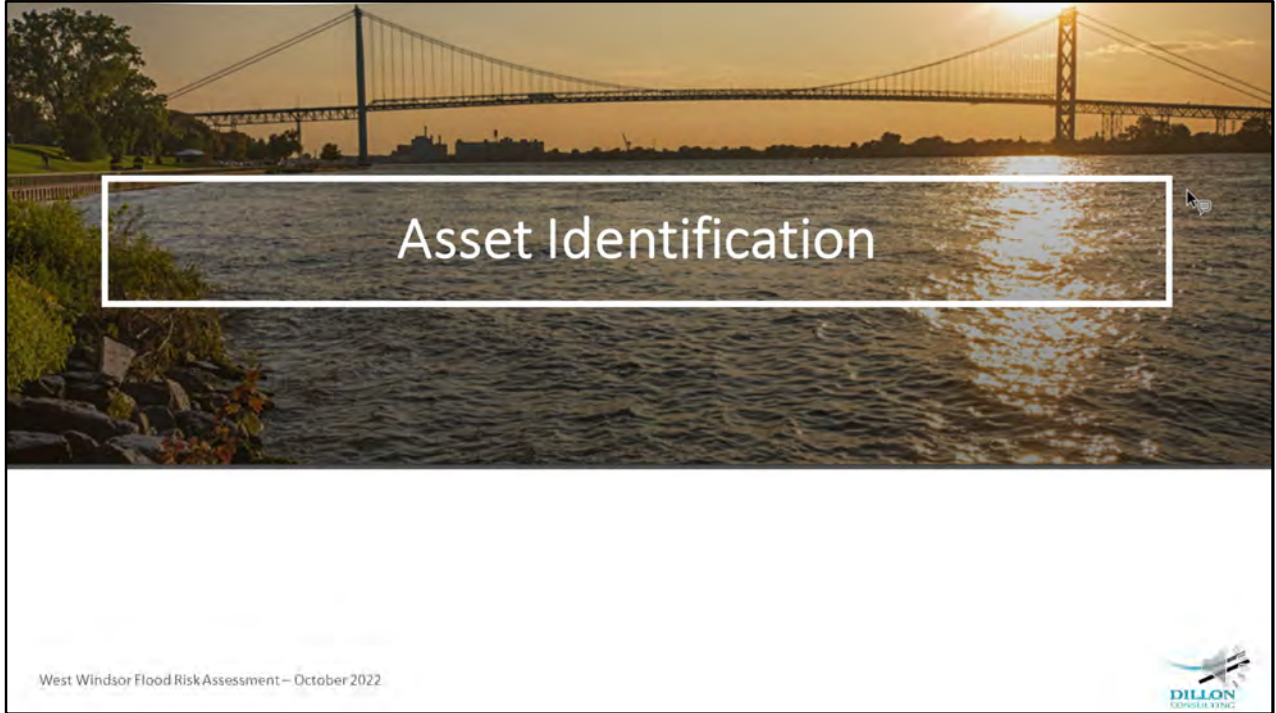 Asset Identification
West Windsor Flood Risk Assessment – October 2022
DILLON
CONSULTING